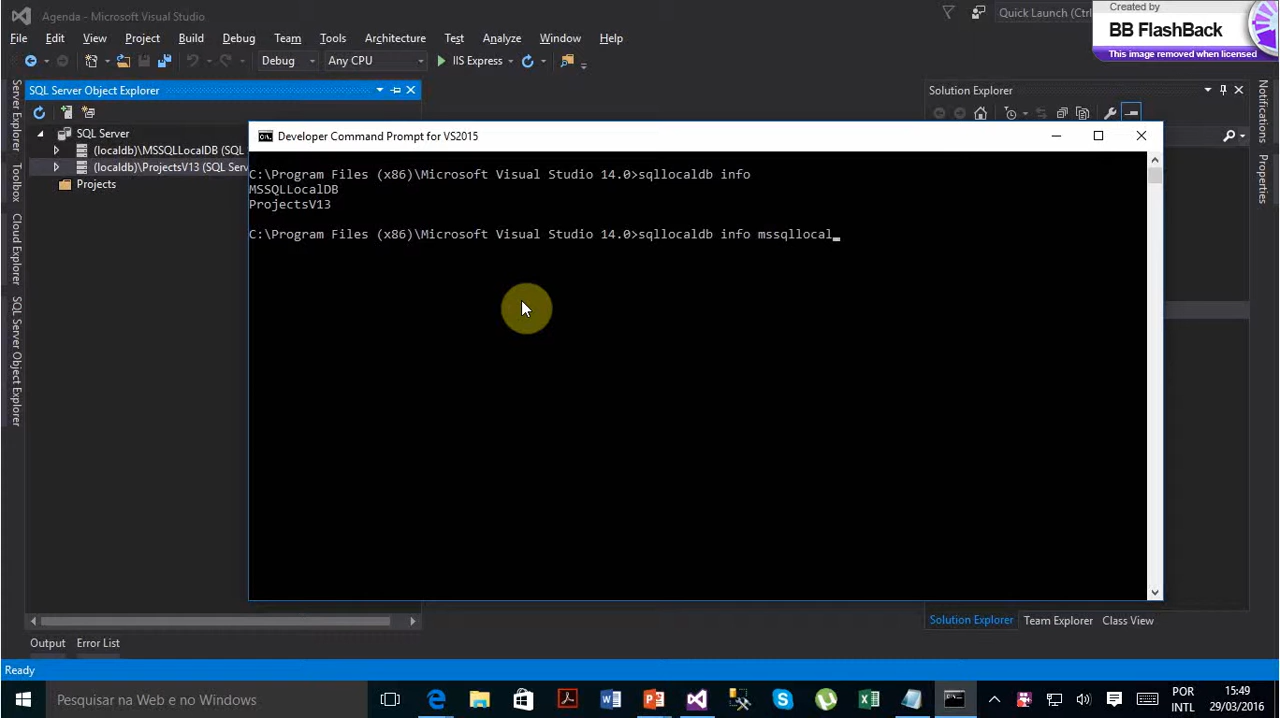 Agenda - Microsoft Visual Studio
Quick Launch (Ctrl
Created by
BB FlashBack
This image removed when licensed
File Edit View Project Build Debug Team Tools Architecture Test Analyze Window Help
Debug Any CPU IIS Express
SQL Server Object Explorer
Solution Explorer
Server Explorer
Toolbox
Cloud Explorer
SQL Server Object Explorer
Notifications
Properties
SQL Server
(localdb)\MSSQLLocalDB (SQL
(localdb)\ProjectsV13 (SQL Serv
Projects
Developer Command Prompt for VS2015
C:\Program Files (x86)\Microsoft Visual Studio 14.0>sqllocaldb info
MSSQLLocalDB
ProjectsV13
C:\Program Files (x86)\Microsoft Visual Studio 14.0>sqllocaldb info mssqllocal_
Solution Explorer Team Explorer Class View
Output Error List
Ready
Pesquisar na Web e no Windows
POR
INTL
15:49
29/03/2016